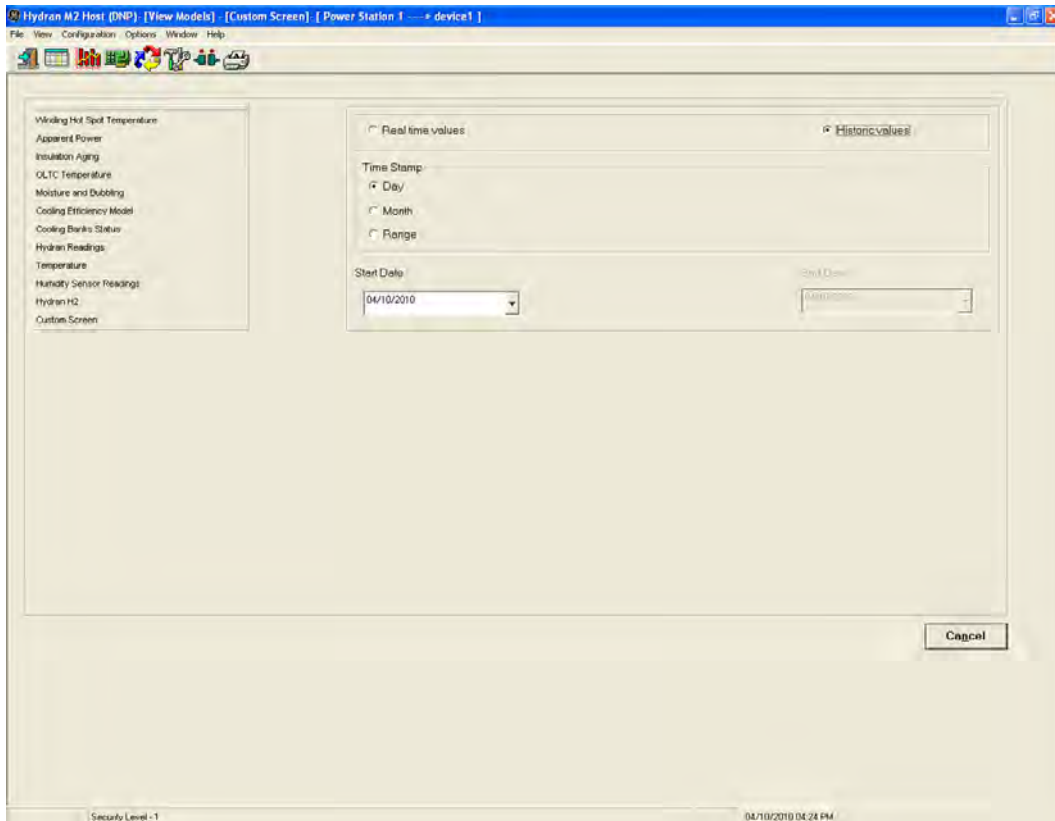 Hydran M2 Host (DNP)- [View Models] - [Custom Screen]- [ Power Station 1 ----> device1 ]
File View Configuration Options Window Help
Winding Hot Spot Temperature
Apparent Power
Insulation Aging
OLTC Temperature
Moisture and Bubbling
Cooling Efficiency Model
Cooling Banks Status
Hydran Readings
Temperature
Humidity Sensor Readings
Hydran H2
Custom Screen
Real time values
Historic values
Time Stamp
Day
Month
Range
Start Date
End Date
04/10/2010
04/10/2010
Cancel
Security Level - 1
04/10/2010 04:24 PM